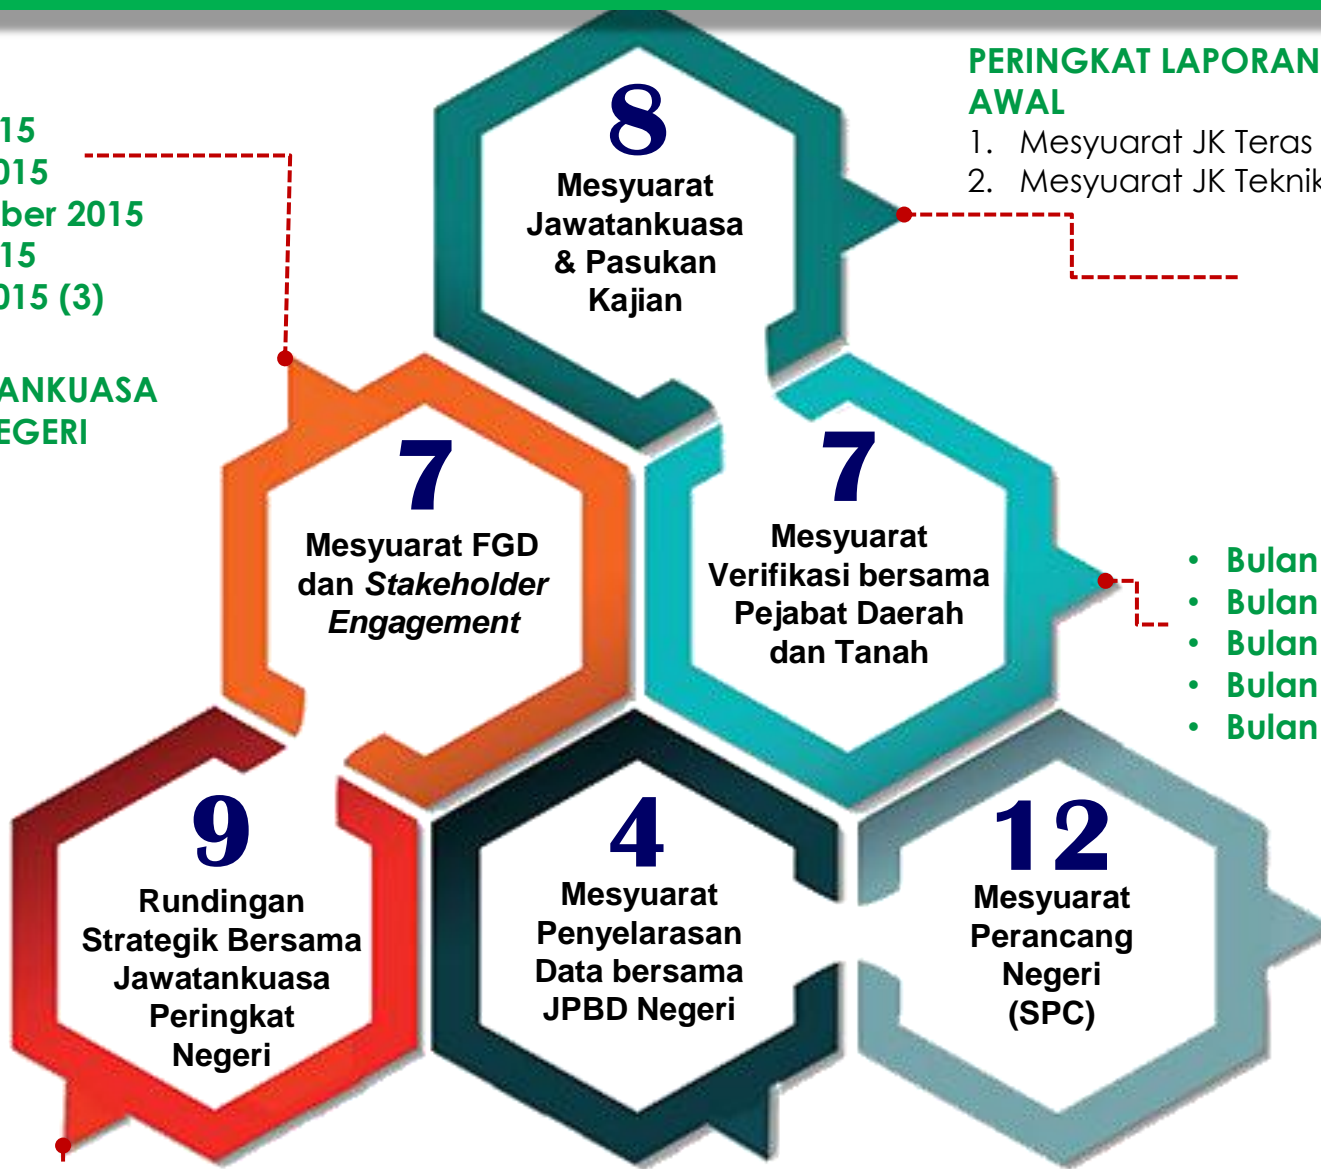 PERINGKAT LAPORAN
AWAL
1. Mesyuarat JK Teras
2. Mesyuarat JK Teknik
15
015
ber 2015
15
015 (3)
ANKUASA
EGERI
8
Mesyuarat
Jawatankuasa
& Pasukan
Kajian
7
Mesyuarat FGD
dan Stakeholder
Engagement
7
Mesyuarat
Verifikasi bersama
Pejabat Daerah
dan Tanah
• Bulan
• Bulan
• Bulan
• Bulan
• Bulan
9
Rundingan
Strategik Bersama
Jawatankuasa
Peringkat
Negeri
4
Mesyuarat
Penyelarasan
Data bersama
JPBD Negeri
12
Mesyuarat
Perancang
Negeri
(SPC)